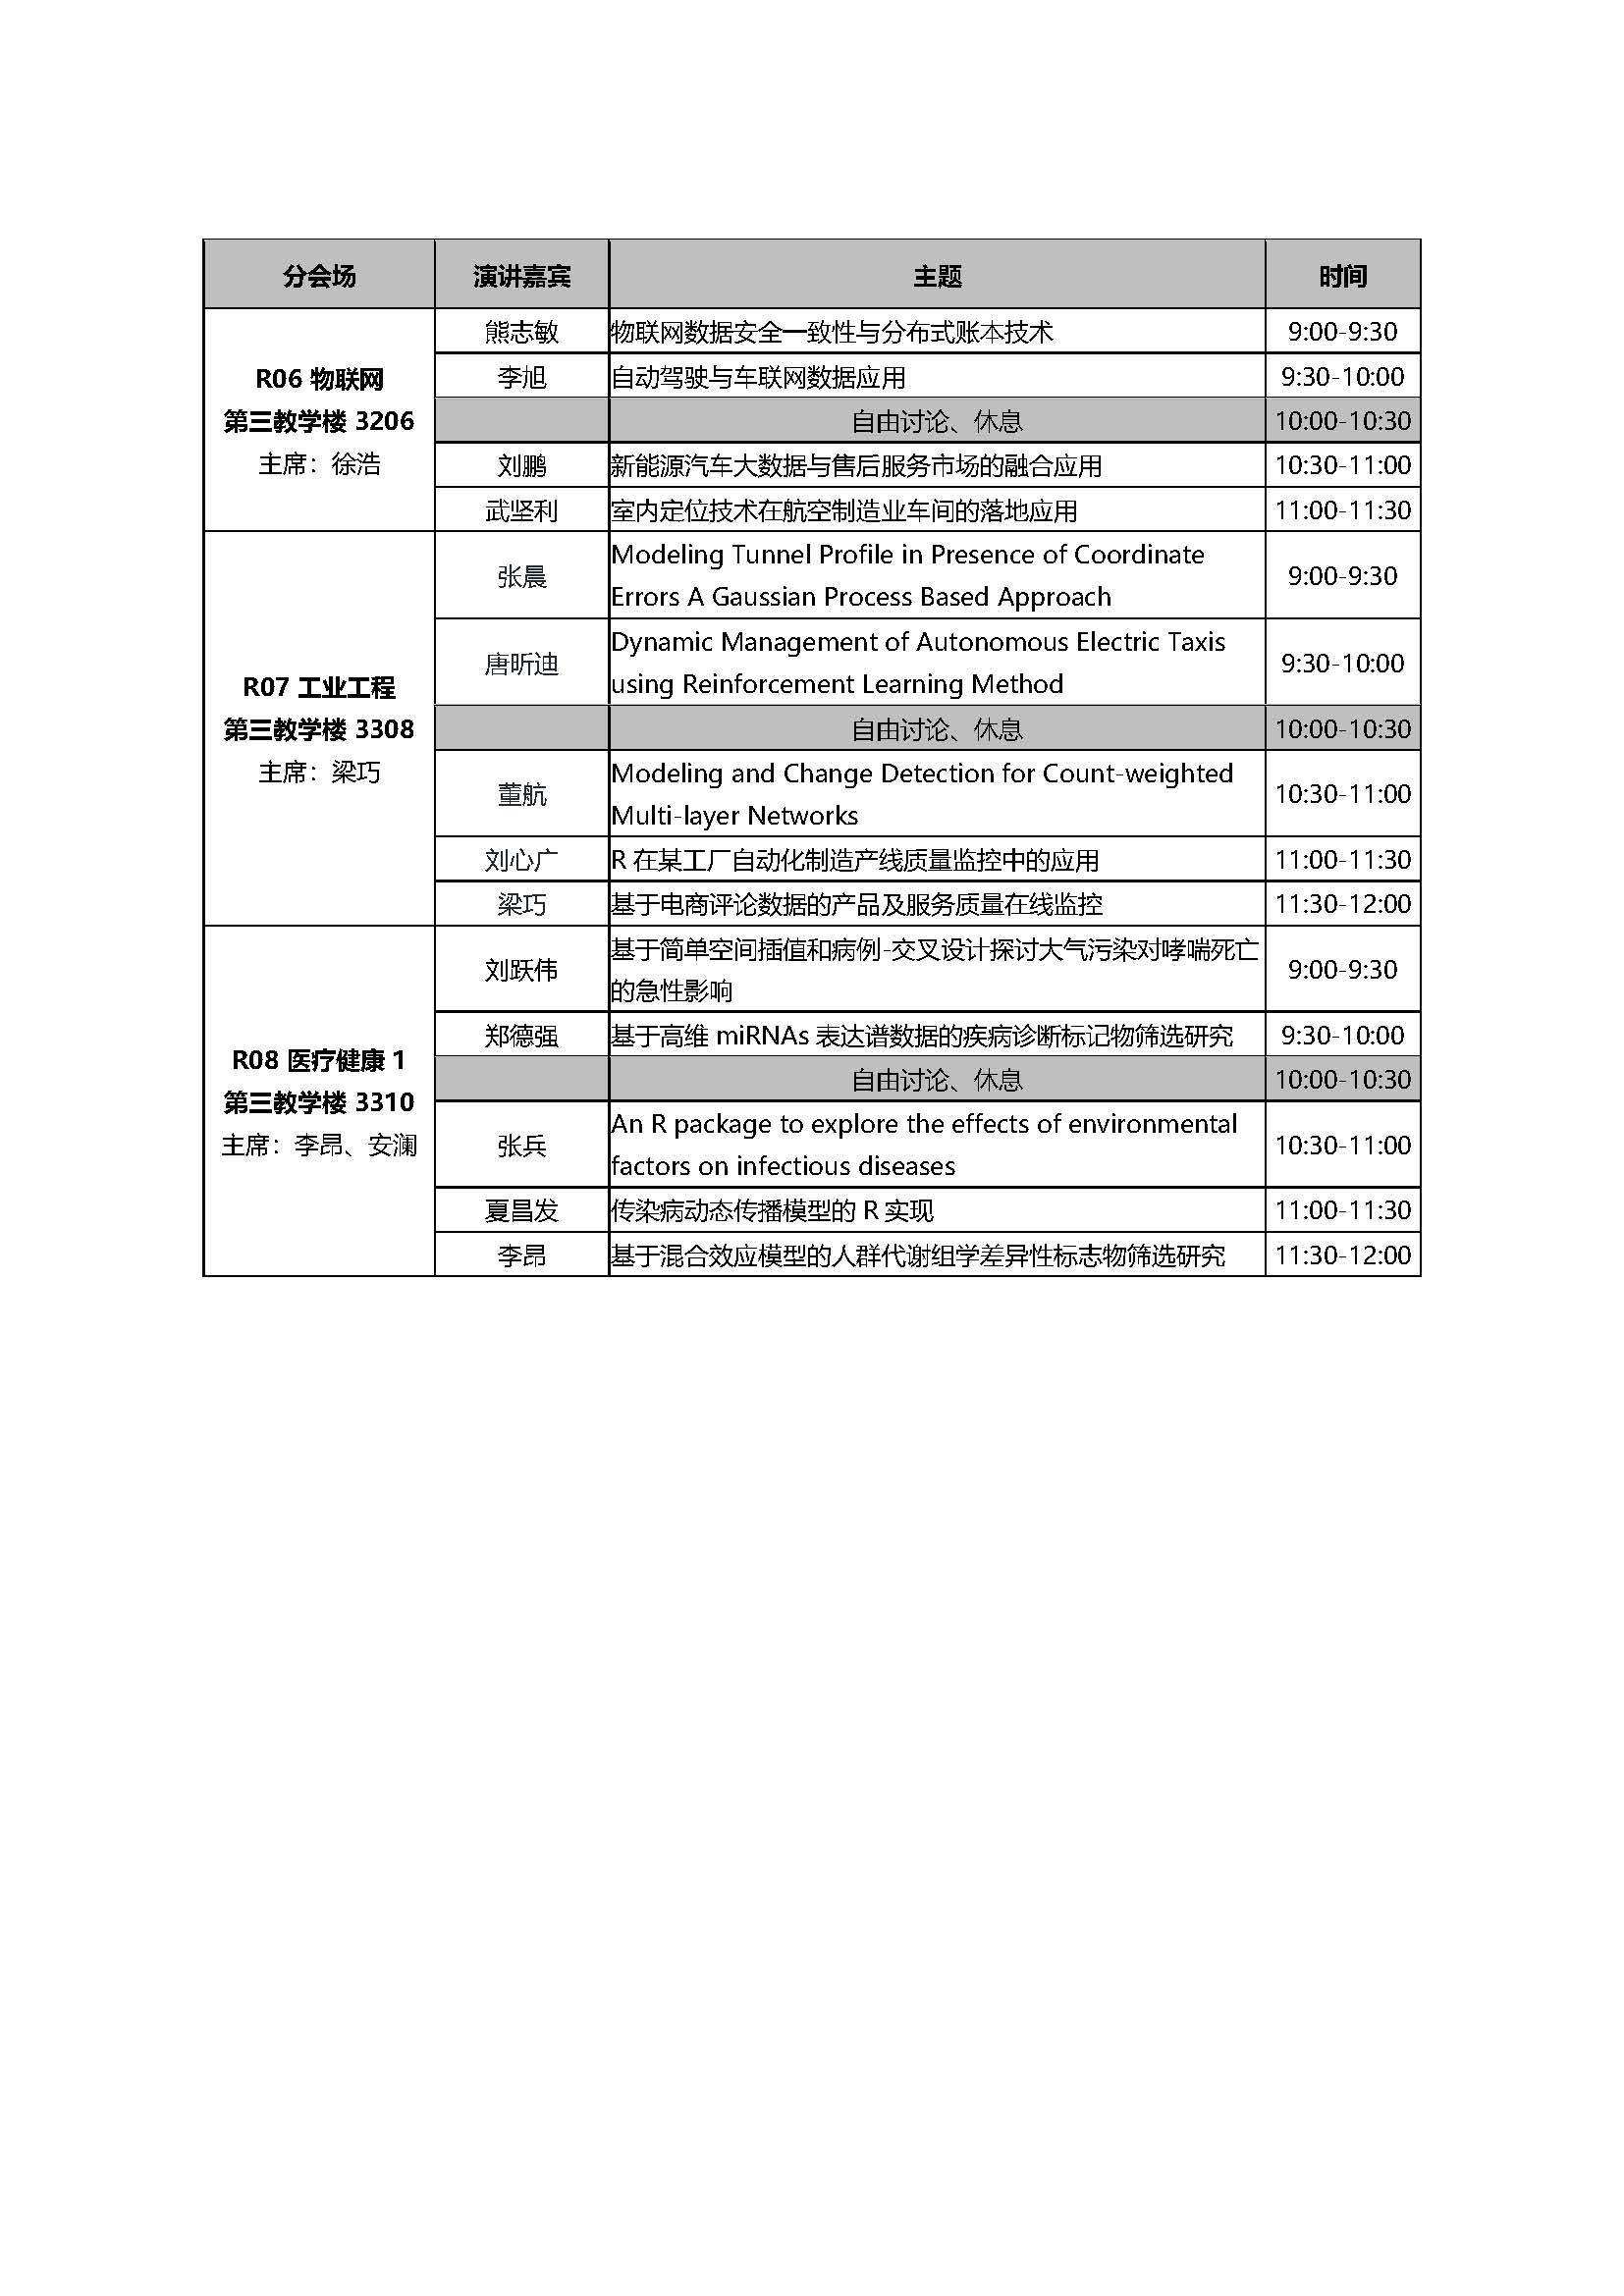 分会场 演讲嘉宾 主题 时间
R06 物联网
第三教学楼 3206
主席：徐浩
熊志敏 物联网数据安全一致性与分布式账本技术 9:00-9:30
李旭 自动驾驶与车联网数据应用 9:30-10:00
自由讨论、休息 10:00-10:30
刘鹏 新能源汽车大数据与售后服务市场的融合应用 10:30-11:00
武坚利 室内定位技术在航空制造业车间的落地应用 11:00-11:30
R07 工业工程
第三教学楼 3308
主席：梁巧
张晨 Modeling Tunnel Profile in Presence of Coordinate
Errors A Gaussian Process Based Approach 9:00-9:30
唐昕迪 Dynamic Management of Autonomous Electric Taxis
using Reinforcement Learning Method 9:30-10:00
自由讨论、休息 10:00-10:30
董航 Modeling and Change Detection for Count-weighted
Multi-layer Networks 10:30-11:00
刘心广 R 在某工厂自动化制造产线质量监控中的应用 11:00-11:30
梁巧 基于电商评论数据的产品及服务质量在线监控 11:30-12:00
R08 医疗健康 1
第三教学楼 3310
主席：李昂、安澜
刘跃伟 基于简单空间插值和病例-交叉设计探讨大气污染对哮喘死亡
的急性影响 9:00-9:30
郑德强 基于高维 miRNAs 表达谱数据的疾病诊断标记物筛选研究 9:30-10:00
自由讨论、休息 10:00-10:30
张兵 An R package to explore the effects of environmental
factors on infectious diseases 10:30-11:00
夏昌发 传染病动态传播模型的 R 实现 11:00-11:30
李昂 基于混合效应模型的人群代谢组学差异性标志物筛选研究 11:30-12:00